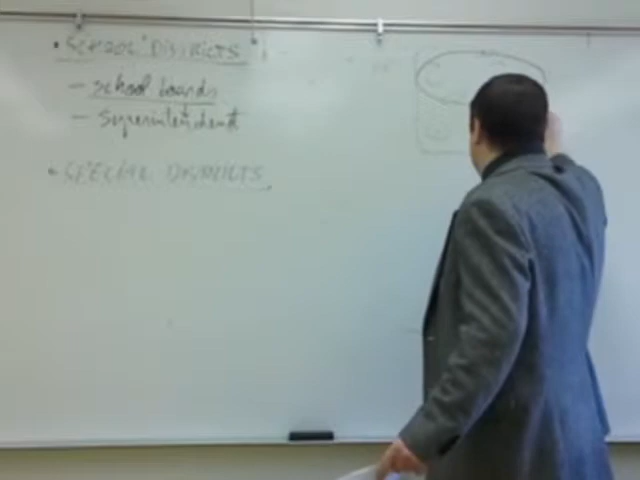 • SCHOOL DISTRICTS
– school boards
– superintendent
• SPECIAL DISTRICTS